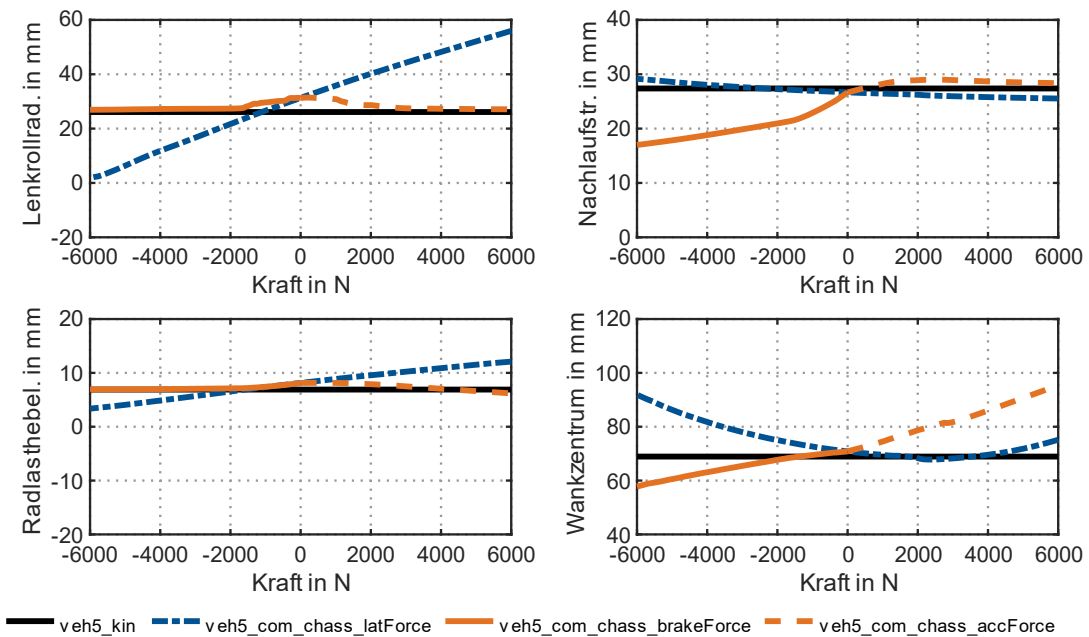 60
40
20
0
-20
Lenkrollrad. in mm
-6000 -4000 -2000 0 2000 4000 6000
Kraft in N
40
30
20
10
0
Nachlaufstr. in mm
-6000 -4000 -2000 0 2000 4000 6000
Kraft in N
20
10
0
-10
-20
Radlasthebel. in mm
-6000 -4000 -2000 0 2000 4000 6000
Kraft in N
120
100
80
60
40
Wankzentrum in mm
-6000 -4000 -2000 0 2000 4000 6000
Kraft in N
veh5_kin veh5_com_chass_latForce veh5_com_chass_brakeForce veh5_com_chass_accForce